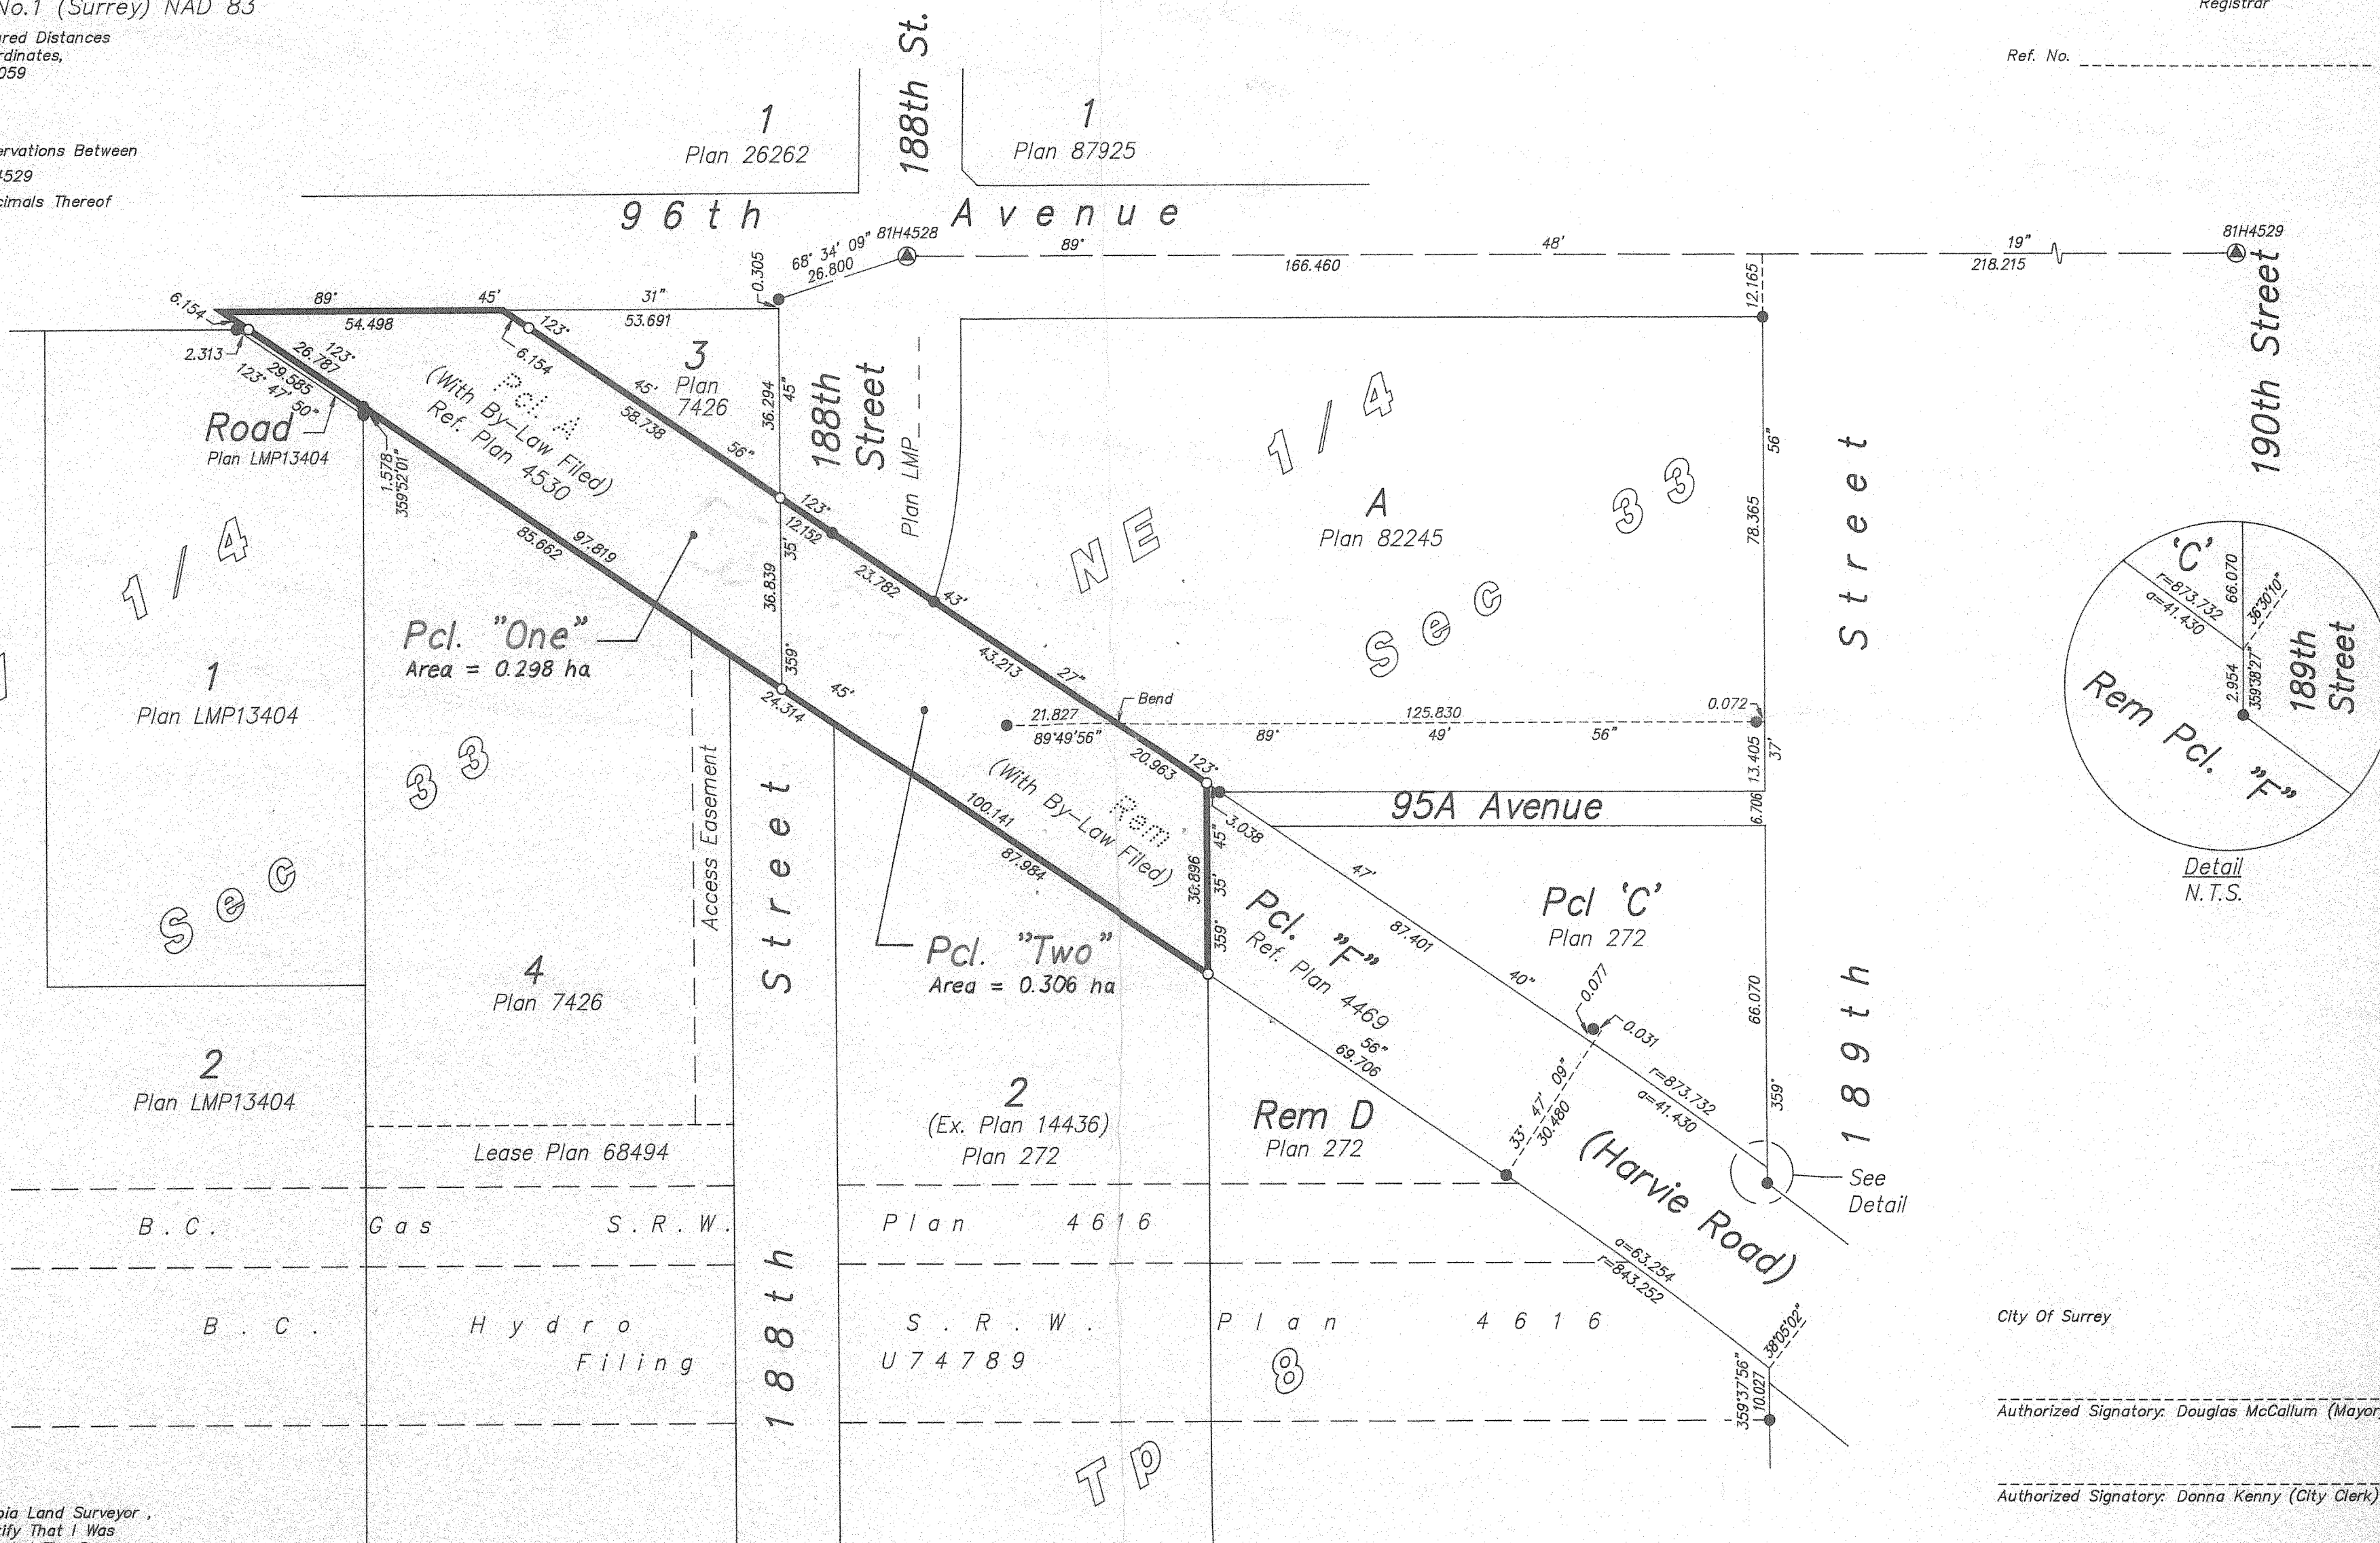 No.1 (Surrey) NAD 83
ured Distances
rdinates,
059
ervations Between
4529
cimals Thereof
Registrar
Ref. No.
188th St.
1
Plan 26262
1
Plan 87925
96th Avenue
81H4528
68° 34' 09"
26.800
0.305
89° 48' 19"
166.460
218.215
81H4529
190th Street
12.165
6.154
89° 45' 31"
54.498
53.691
2.313
26.787
123°
29.585
123° 47' 50"
6.154
123°
45'
58.738
56"
3
Plan
7426
36.294
45"
188th
Street
Plan LMP
Road
Plan LMP13404
Pcl. A
(With By-Law Filed)
Ref. Plan 4530
1.578
359°52'01"
85.662
97.819
123°
12.152
35'
36.839
359°
23.782
43'
43.213
27"
Bend
NE 1/4
Sec 33
A
Plan 82245
56"
78.365
Street
1/4
Sec 33
1
Plan LMP13404
Pcl. "One"
Area = 0.298 ha
24.314
45'
21.827
89°49'56"
125.830
89° 49' 56"
0.072
37'
13.405
6.706
20.963
123°
3.038
95A Avenue
(With By-Law Filed)
Rem
100.141
87.984
45"
35'
36.896
359°
Access Easement
Street
Pcl. "Two"
Area = 0.306 ha
Pcl. "F"
Ref. Plan 4469
56"
69.706
47'
87.401
40"
Pcl 'C'
Plan 272
0.077
0.031
66.070
359°
189th
33° 47' 09"
30.480
r=873.732
a=41.430
(Harvie Road)
See
Detail
'C'
r=873.732
a=41.430
66.070
36°30'10"
2.954
359°38'27"
189th
Street
Rem Pcl. "F"
Detail
N.T.S.
4
Plan 7426
2
Plan LMP13404
Lease Plan 68494
2
(Ex. Plan 14436)
Plan 272
Rem D
Plan 272
B.C. Gas S.R.W. Plan 4616
B.C. Hydro S.R.W. Plan 4616
Filing U74789
188th
8
Tp
a=63.254
r=843.252
38°05'02"
359°37'56"
10.027
City Of Surrey
Authorized Signatory: Douglas McCallum (Mayor
Authorized Signatory: Donna Kenny (City Clerk)
bia Land Surveyor ,
tify That I Was